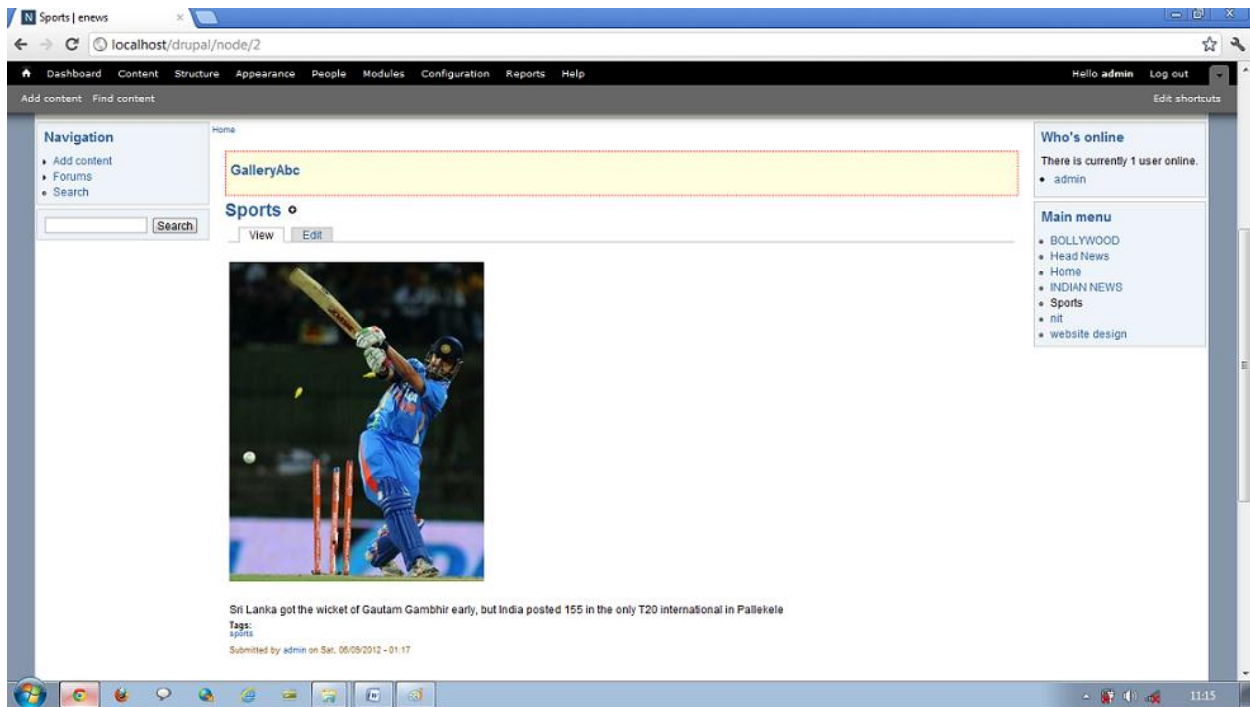 Sports | enews
localhost/drupal/node/2
Dashboard Content Structure Appearance People Modules Configuration Reports Help Hello admin Log out
Add content Find content Edit shortcuts
Navigation
Add content
Forums
Search
Search
Home
GalleryAbc
Sports
View Edit
Sri Lanka got the wicket of Gautam Gambhir early, but India posted 155 in the only T20 international in Pallekele
Tags:
sports
Submitted by admin on Sat, 06/09/2012 - 01:17
Who's online
There is currently 1 user online.
admin
Main menu
BOLLYWOOD
Head News
Home
INDIAN NEWS
Sports
nit
website design
11:15